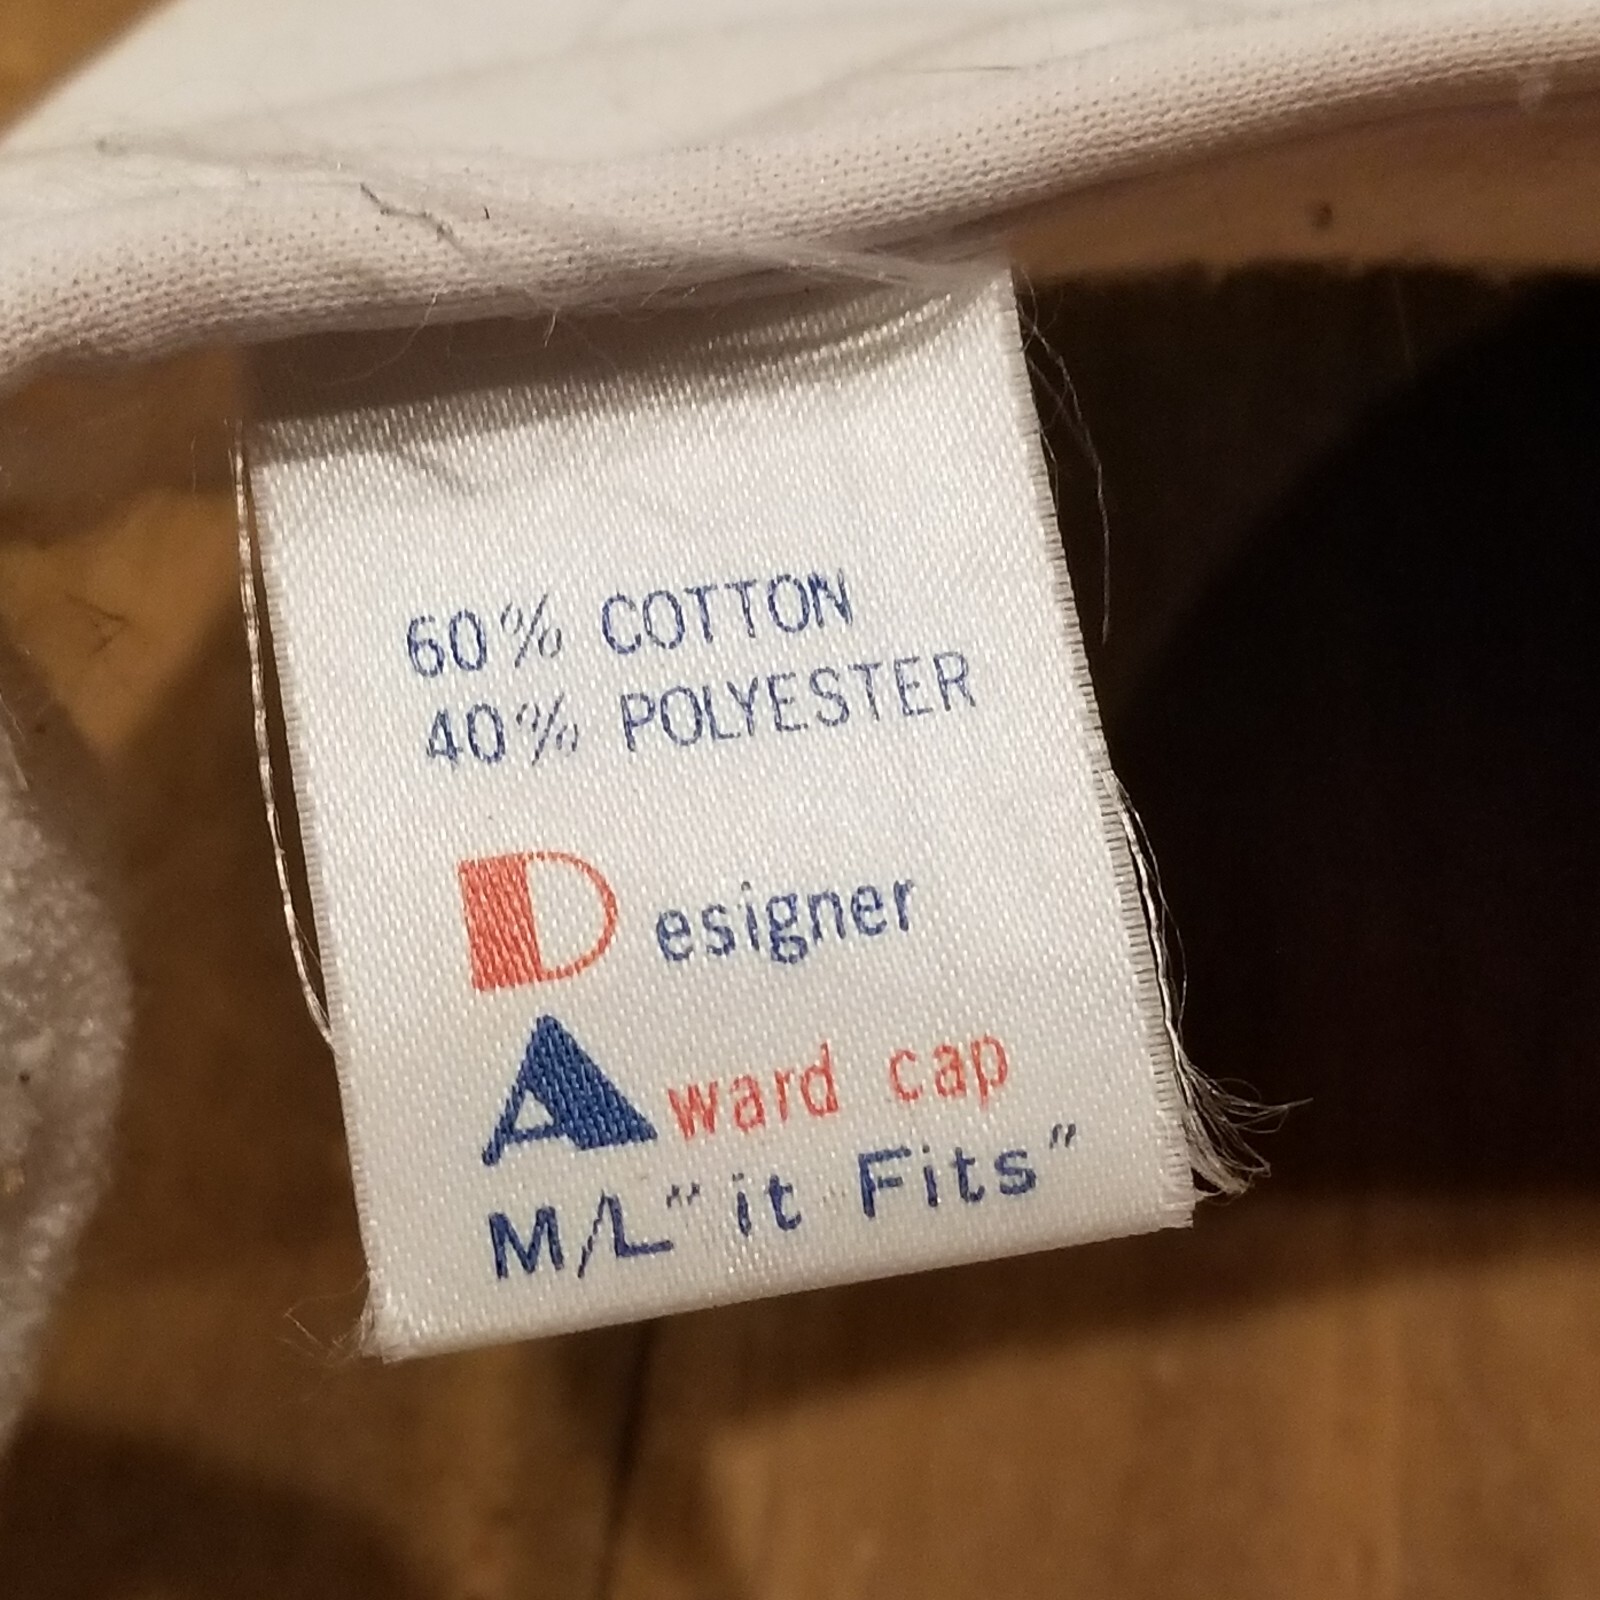 60% COTTON
40% POLYESTER
Designer
Award cap
M/L "it Fits"